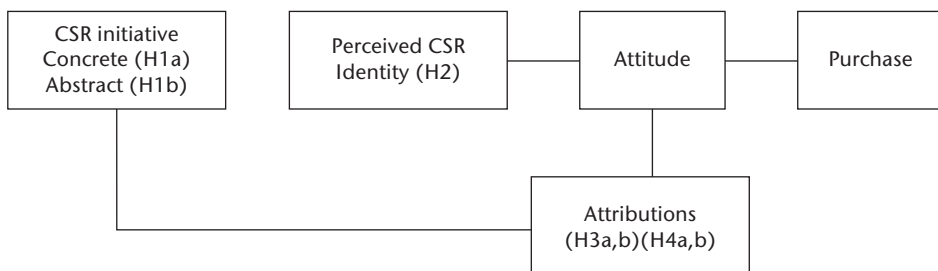 CSR initiative
Concrete (H1a)
Abstract (H1b)
Perceived CSR
Identity (H2)
Attitude
Purchase
Attributions
(H3a,b)(H4a,b)